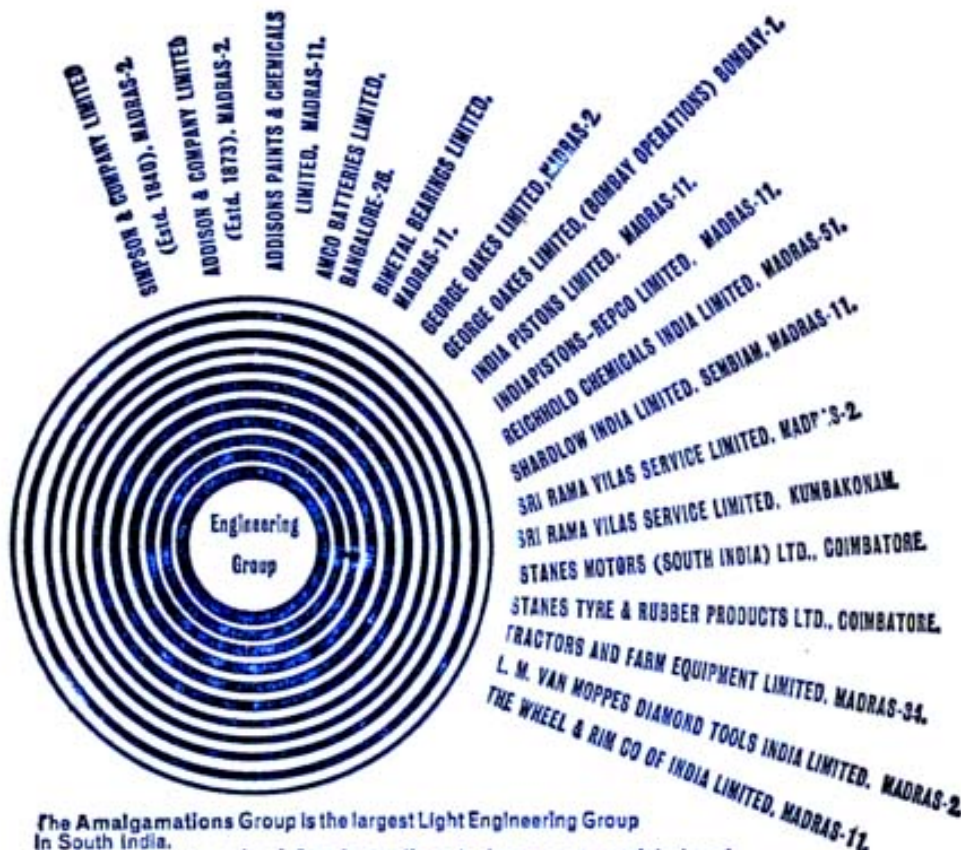 SIMPSON & COMPANY LIMITED
(Estd. 1840), MADRAS-2
ADDISON & COMPANY LIMITED
(Estd. 1873), MADRAS-2.
ADDISONS PAINTS & CHEMICALS
LIMITED, MADRAS-11.
AMCO BATTERIES LIMITED,
BANGALORE-26.
BIMETAL BEARINGS LIMITED,
MADRAS-11.
GEORGE OAKES LIMITED, MADRAS-2
GEORGE OAKES LIMITED, (BOMBAY OPERATIONS) BOMBAY-1.
INDIA PISTONS LIMITED, MADRAS-11.
INDIAPISTONS-REPCO LIMITED, MADRAS-11.
REICHHOLD CHEMICALS INDIA LIMITED, MADRAS-51.
SHARDLOW INDIA LIMITED, SEMBIAM, MADRAS-11.
SRI RAMA VILAS SERVICE LIMITED, MADRAS-2.
SRI RAMA VILAS SERVICE LIMITED, KUMBAKONAM.
STANES MOTORS (SOUTH INDIA) LTD., COIMBATORE.
STANES TYRE & RUBBER PRODUCTS LTD., COIMBATORE.
TRACTORS AND FARM EQUIPMENT LIMITED, MADRAS-34.
L. M. VAN MOPPES DIAMOND TOOLS INDIA LIMITED, MADRAS-2
THE WHEEL & RIM CO OF INDIA LIMITED, MADRAS-11.
Engineering
Group
The Amalgamations Group is the largest Light Engineering Group
in South India.